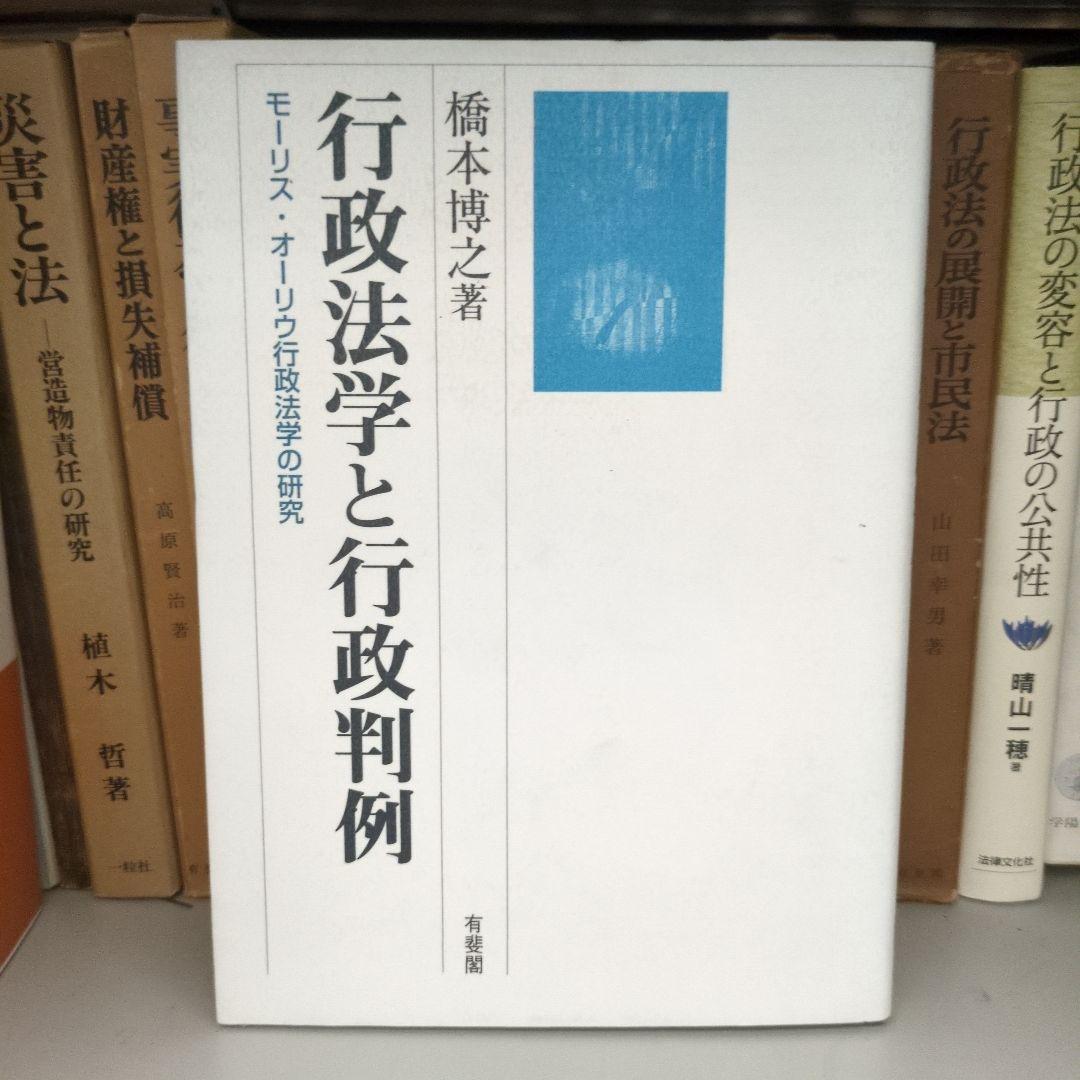 行政法学と行政判例
モーリズ・オーリウ行政法学の研究
橋本博之著
有斐閣
行政法の変容と行政の公共性
晴山一穂
著
法律文化社
学陽
行政法の展開と市民法
山田幸男著
財産権と損失補償
高原賢治著
災害と法
―営造物責任の研究
植木 哲著
一粒社